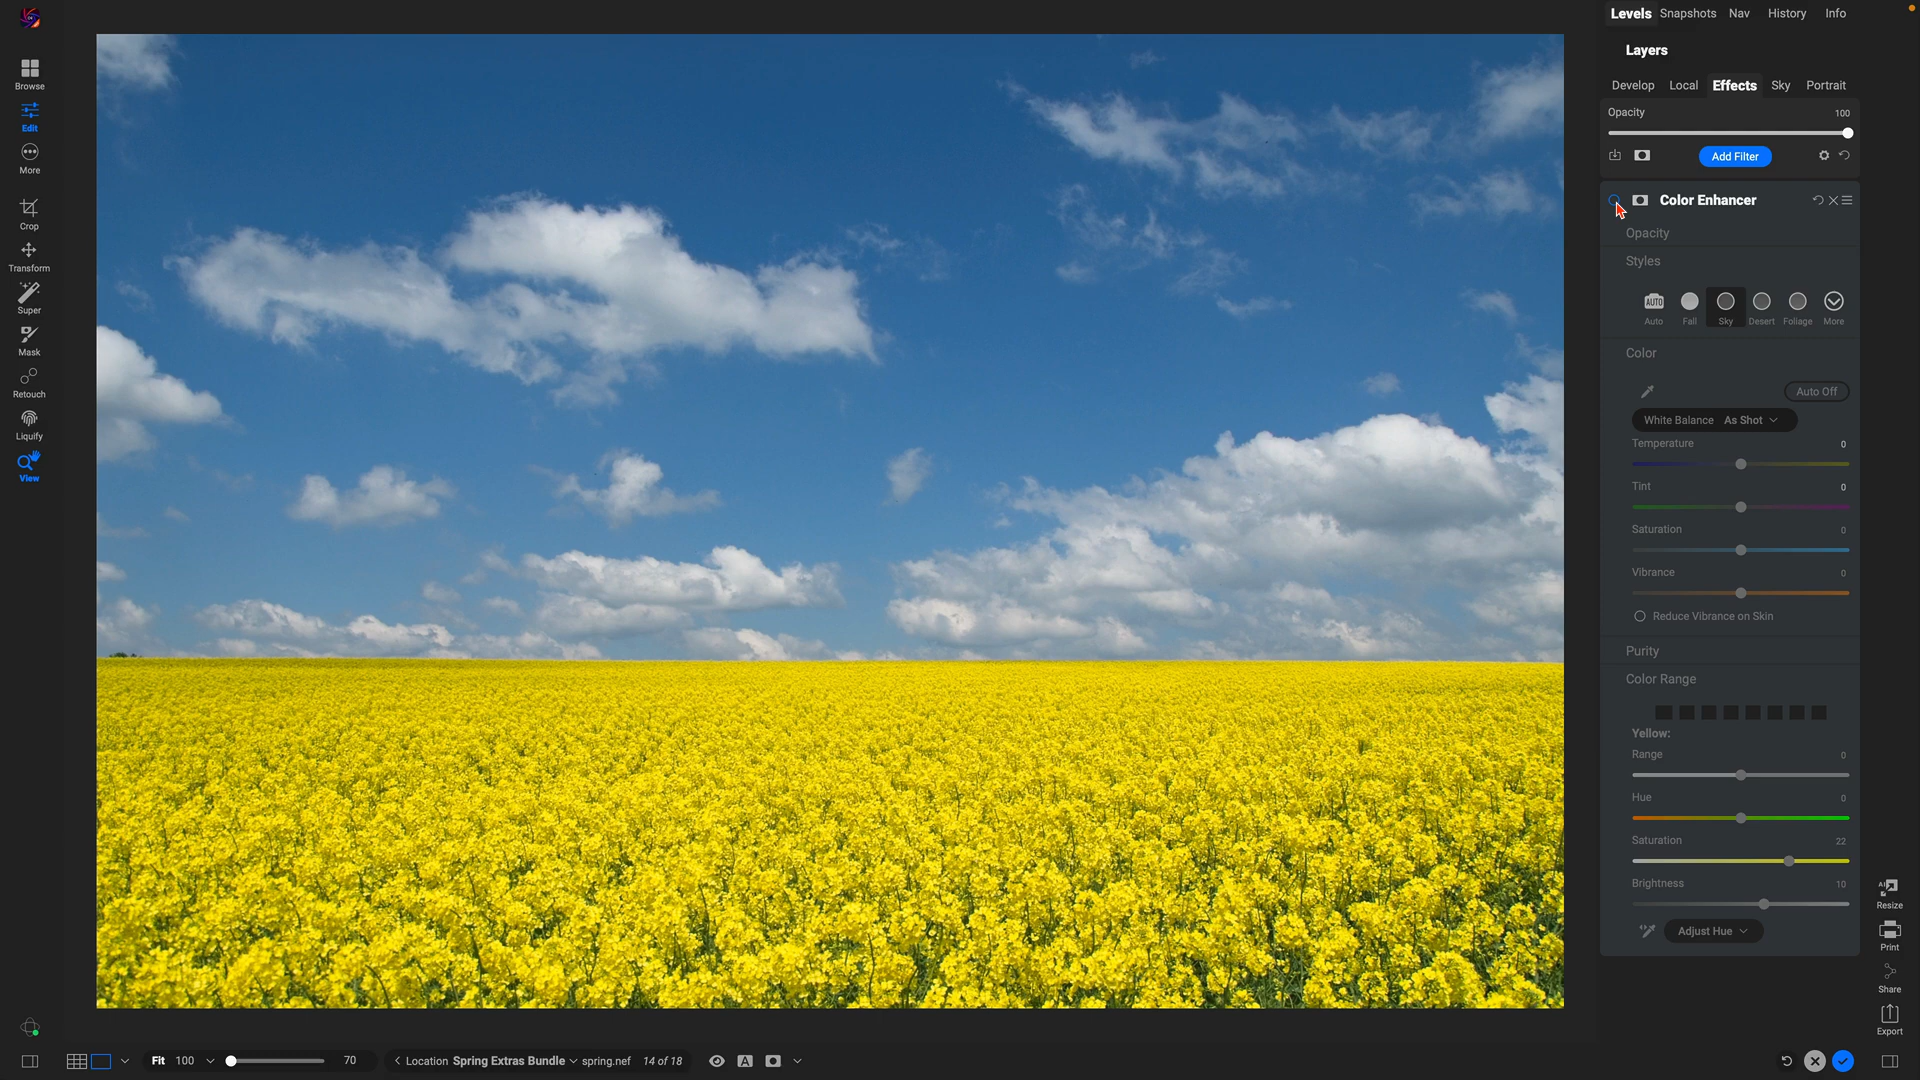 Levels Snapshots Nav History Info
Layers
Browse
Develop Local Effects Sky Portrait
Opacity 100
Edit
Add Filter
More
Color Enhancer
Crop
Opacity
Transform
Styles
Super
AUTO
Auto Fall Sky Desert Foliage More
Mask
Color
Retouch
Auto Off
White Balance As Shot
Liquify
Temperature 0
View
Tint 0
Saturation 0
Vibrance 0
Reduce Vibrance on Skin
Purity
Color Range
Yellow:
Range 0
Hue 0
Saturation 22
Brightness 10
AI
Resize
Adjust Hue
Print
Share
Export
Fit 100 70 Location Spring Extras Bundle spring.nef 14 of 18 A